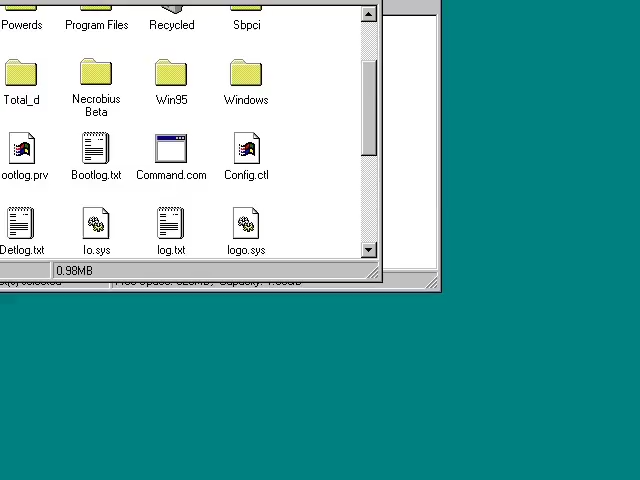 Powerds Program Files Recycled Sbpci
Total_d Necrobius Beta Win95 Windows
ootlog.prv Bootlog.txt Command.com Config.ctl
Detlog.txt Io.sys log.txt logo.sys
0.98MB